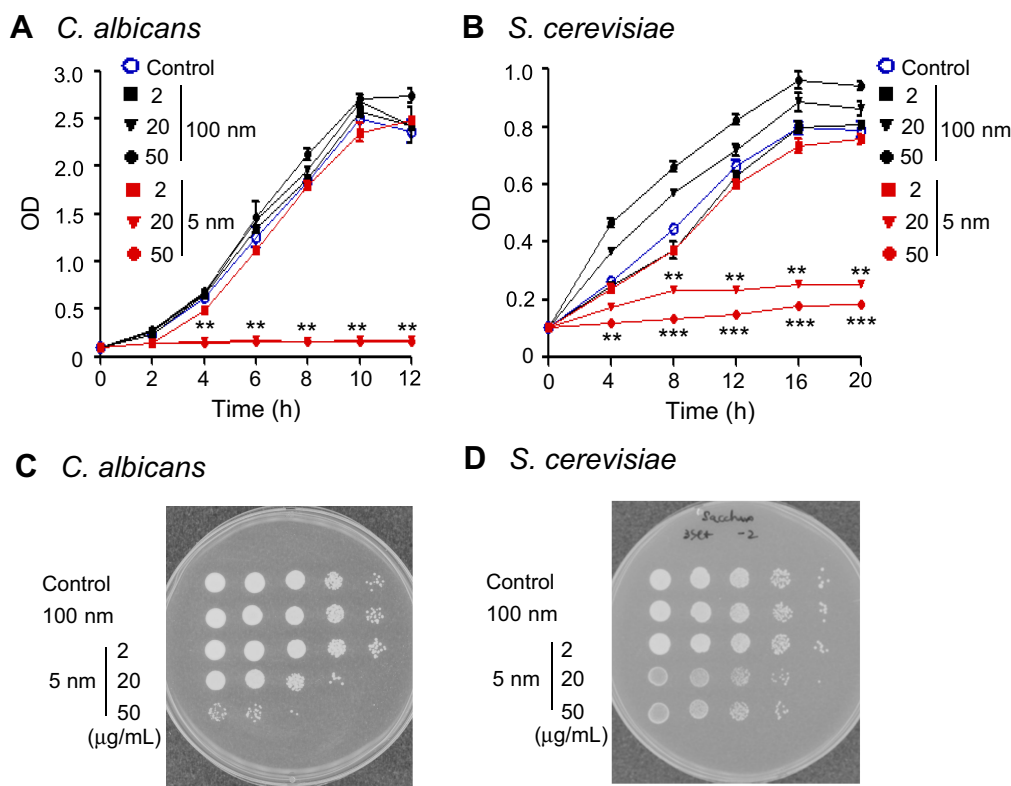 A C. albicans
3.0
2.5
2.0
1.5
1.0
0.5
0
OD
Control
2
20
50
100 nm
2
20
50
5 nm
** ** ** ** **
0 2 4 6 8 10 12
Time (h)
B S. cerevisiae
1.0
0.8
0.6
0.4
0.2
0
OD
Control
2
20
50
100 nm
2
20
50
5 nm
** ** ** **
** *** *** *** ***
0 4 8 12 16 20
Time (h)
C C. albicans
Control
100 nm
2
5 nm 20
50
(µg/mL)
D S. cerevisiae
-2
Control
100 nm
2
5 nm 20
50
(µg/mL)